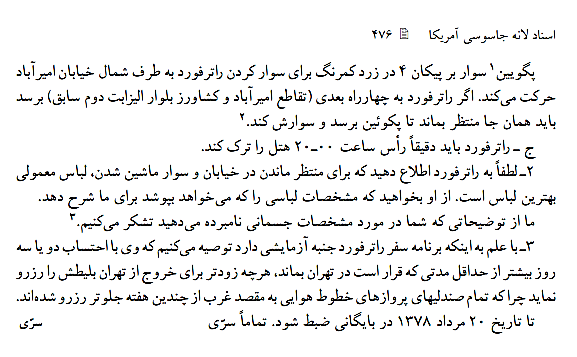 اسناد لانه جاسوسی آمریکا ۴۷۶
پگویین۱ سوار بر پیکان ۴ در زرد کمرنگ برای سوار کردن راترفورد به طرف شمال خیابان امیرآباد
حرکت می‌کند. اگر راترفورد به چهارراه بعدی (تقاطع امیرآباد و کشاورز بلوار الیزابت دوم سابق) برسد
باید همان جا منتظر بماند تا پکوئین برسد و سوارش کند.۲
ج ـ راترفورد باید دقیقاً رأس ساعت ۰۰ـ۲۰ هتل را ترک کند.
۲ـ لطفاً به راترفورد اطلاع دهید که برای منتظر ماندن در خیابان و سوار ماشین شدن، لباس معمولی
بهترین لباس است. از او بخواهید که مشخصات لباسی را که می‌خواهد بپوشد برای ما شرح دهد.
ما از توضیحاتی که شما در مورد مشخصات جسمانی نامبرده می‌دهید تشکر می‌کنیم.۳
۳ـ با علم به اینکه برنامه سفر راترفورد جنبه آزمایشی دارد توصیه می‌کنیم که وی با احتساب دو یا سه
روز بیشتر از حداقل مدتی که قرار است در تهران بماند، هرچه زودتر برای خروج از تهران بلیطش را رزرو
نماید چرا که تمام صندلیهای پروازهای خطوط هوایی به مقصد غرب از چندین هفته جلوتر رزرو شده‌اند.
تا تاریخ ۲۰ مرداد ۱۳۷۸ در بایگانی ضبط شود. تماماً سرّی سرّی